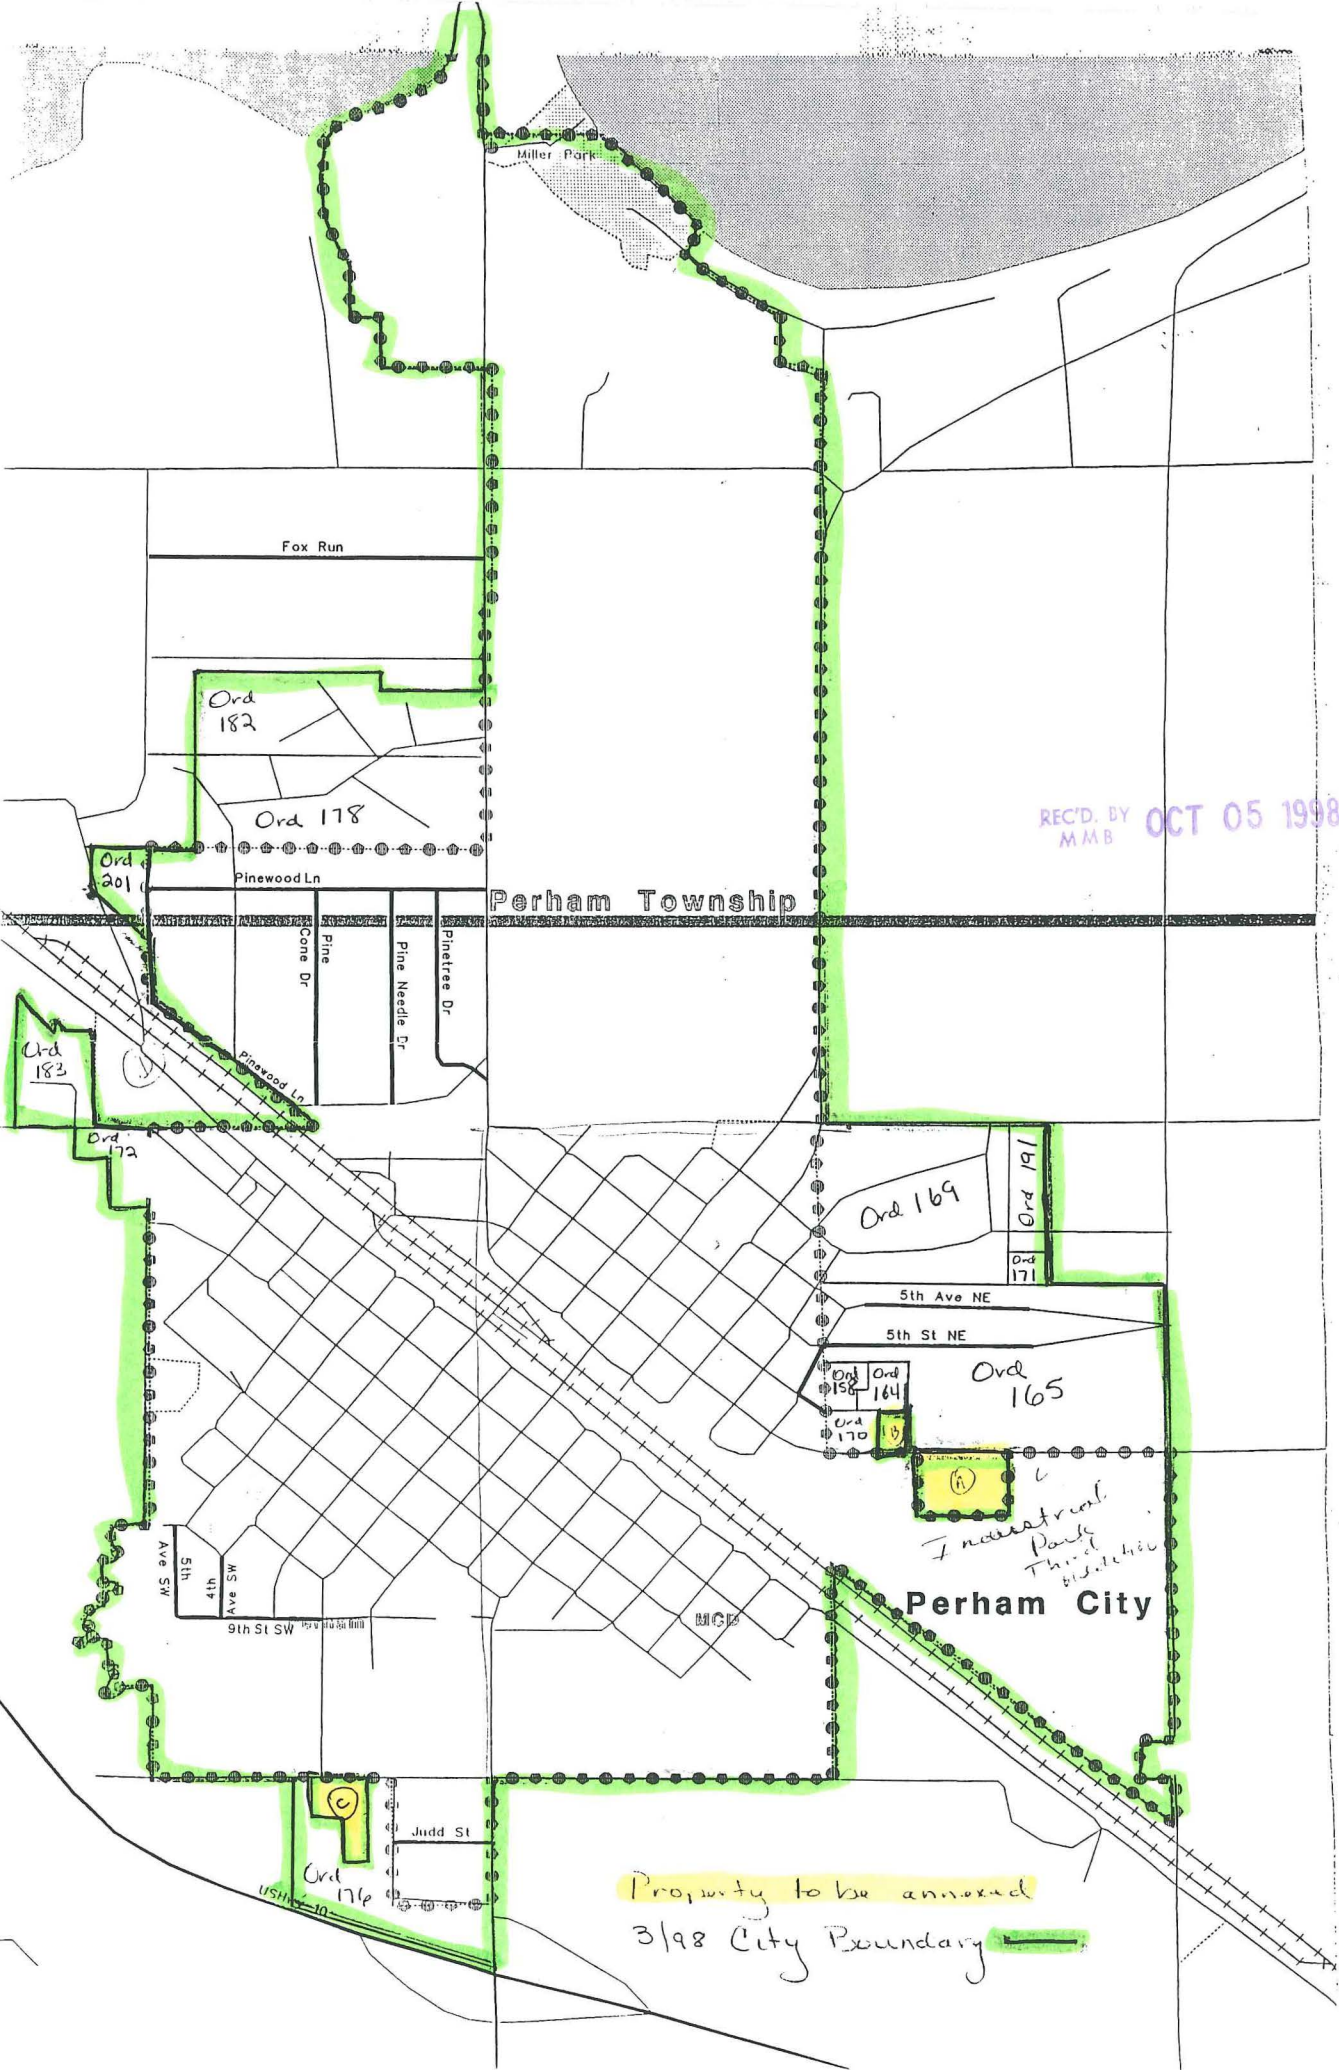 Miller Park
Fox Run
Ord
182
Ord 178
REC'D. BY
MMB
OCT 05 1998
Ord
201
Pinewood Ln
Perham Township
Cone Dr
Pine
Pine Needle Dr
Pinetree Dr
Ord
183
Pinewood Ln
Ord
172
Ord 169
Ord 191
Ord
171
5th Ave NE
5th St NE
Ord
158
Ord
164
Ord
165
Ord
170
B
A
Industrial
Park
Third
Perham City
5th
Ave SW
4th
Ave SW
9th St SW
MCD
C
Judd St
Ord
176
USHwy 10
Property to be annexed
3/98 City Boundary